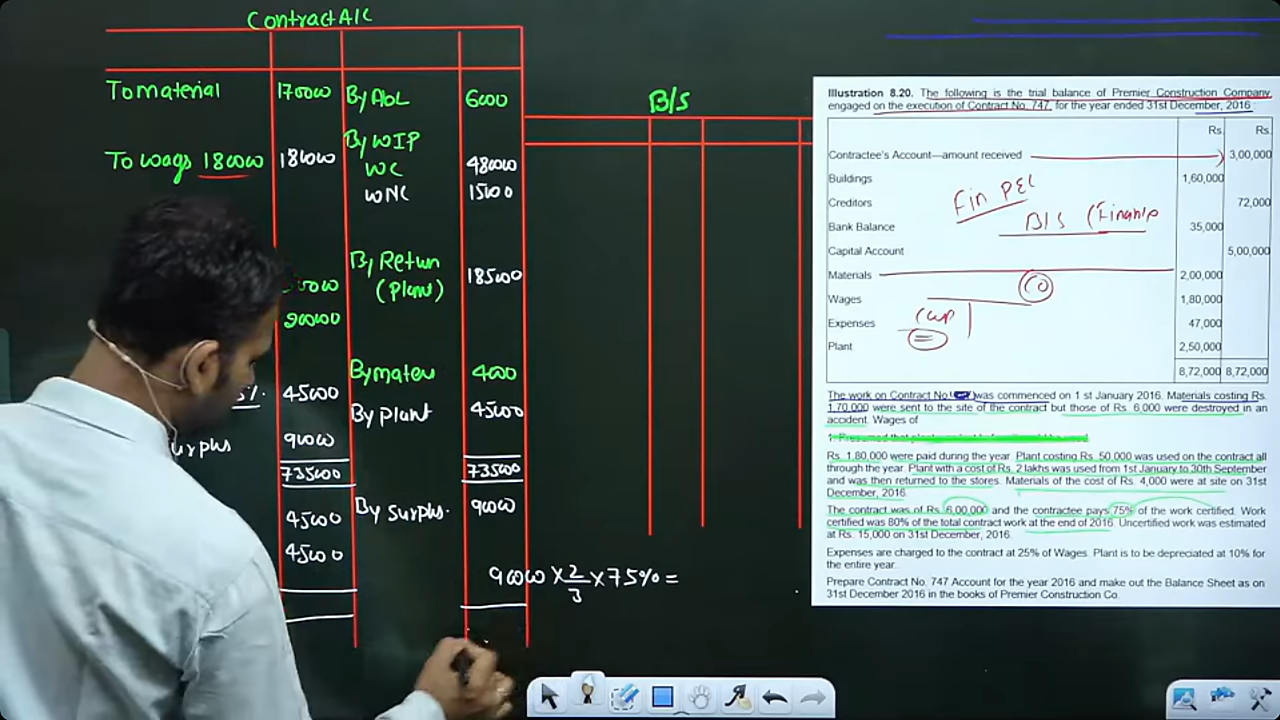 Contract A/C
To material 170000 By AOL 6000
By WIP
To wags 180000 180000 WC 480000
WNC 15000
By Return 185000
(Plant)
200000
By mater 4000
45000
By plant 45000
urplus 90000
735000 735000
45000 By Surplus. 90000
45000
90000 × 2/3 × 75% =
B/S
Illustration 8.20. The following is the trial balance of Premier Construction Company,
engaged on the execution of Contract No. 747, for the year ended 31st December, 2016
Rs. Rs.
Contractee's Account—amount received 3,00,000
Buildings 1,60,000
Creditors 72,000
Bank Balance 35,000
Capital Account 5,00,000
Materials 2,00,000
Wages 1,80,000
Expenses 47,000
Plant 2,50,000
8,72,000 8,72,000
Fin P&L
B/S (Finance
The work on Contract No. was commenced on 1 st January 2016. Materials costing Rs.
1,70,000 were sent to the site of the contract but those of Rs. 6,000 were destroyed in an
accident. Wages of
Rs. 1,80,000 were paid during the year. Plant costing Rs. 50,000 was used on the contract all
through the year. Plant with a cost of Rs. 2 lakhs was used from 1st January to 30th September
and was then returned to the stores. Materials of the cost of Rs. 4,000 were at site on 31st
December, 2016.
The contract was of Rs. 6,00,000 and the contractee pays 75% of the work certified. Work
certified was 80% of the total contract work at the end of 2016. Uncertified work was estimated
at Rs. 15,000 on 31st December, 2016.
Expenses are charged to the contract at 25% of Wages. Plant is to be depreciated at 10% for
the entire year.
Prepare Contract No. 747 Account for the year 2016 and make out the Balance Sheet as on
31st December 2016 in the books of Premier Construction Co.